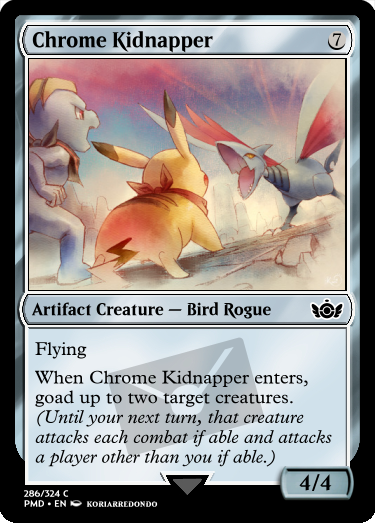 Chrome Kidnapper 7
Artifact Creature — Bird Rogue
Flying
When Chrome Kidnapper enters,
goad up to two target creatures.
(Until your next turn, that creature
attacks each combat if able and attacks
a player other than you if able.)
4/4
286/324 C
PMD • EN KORIARREDONDO